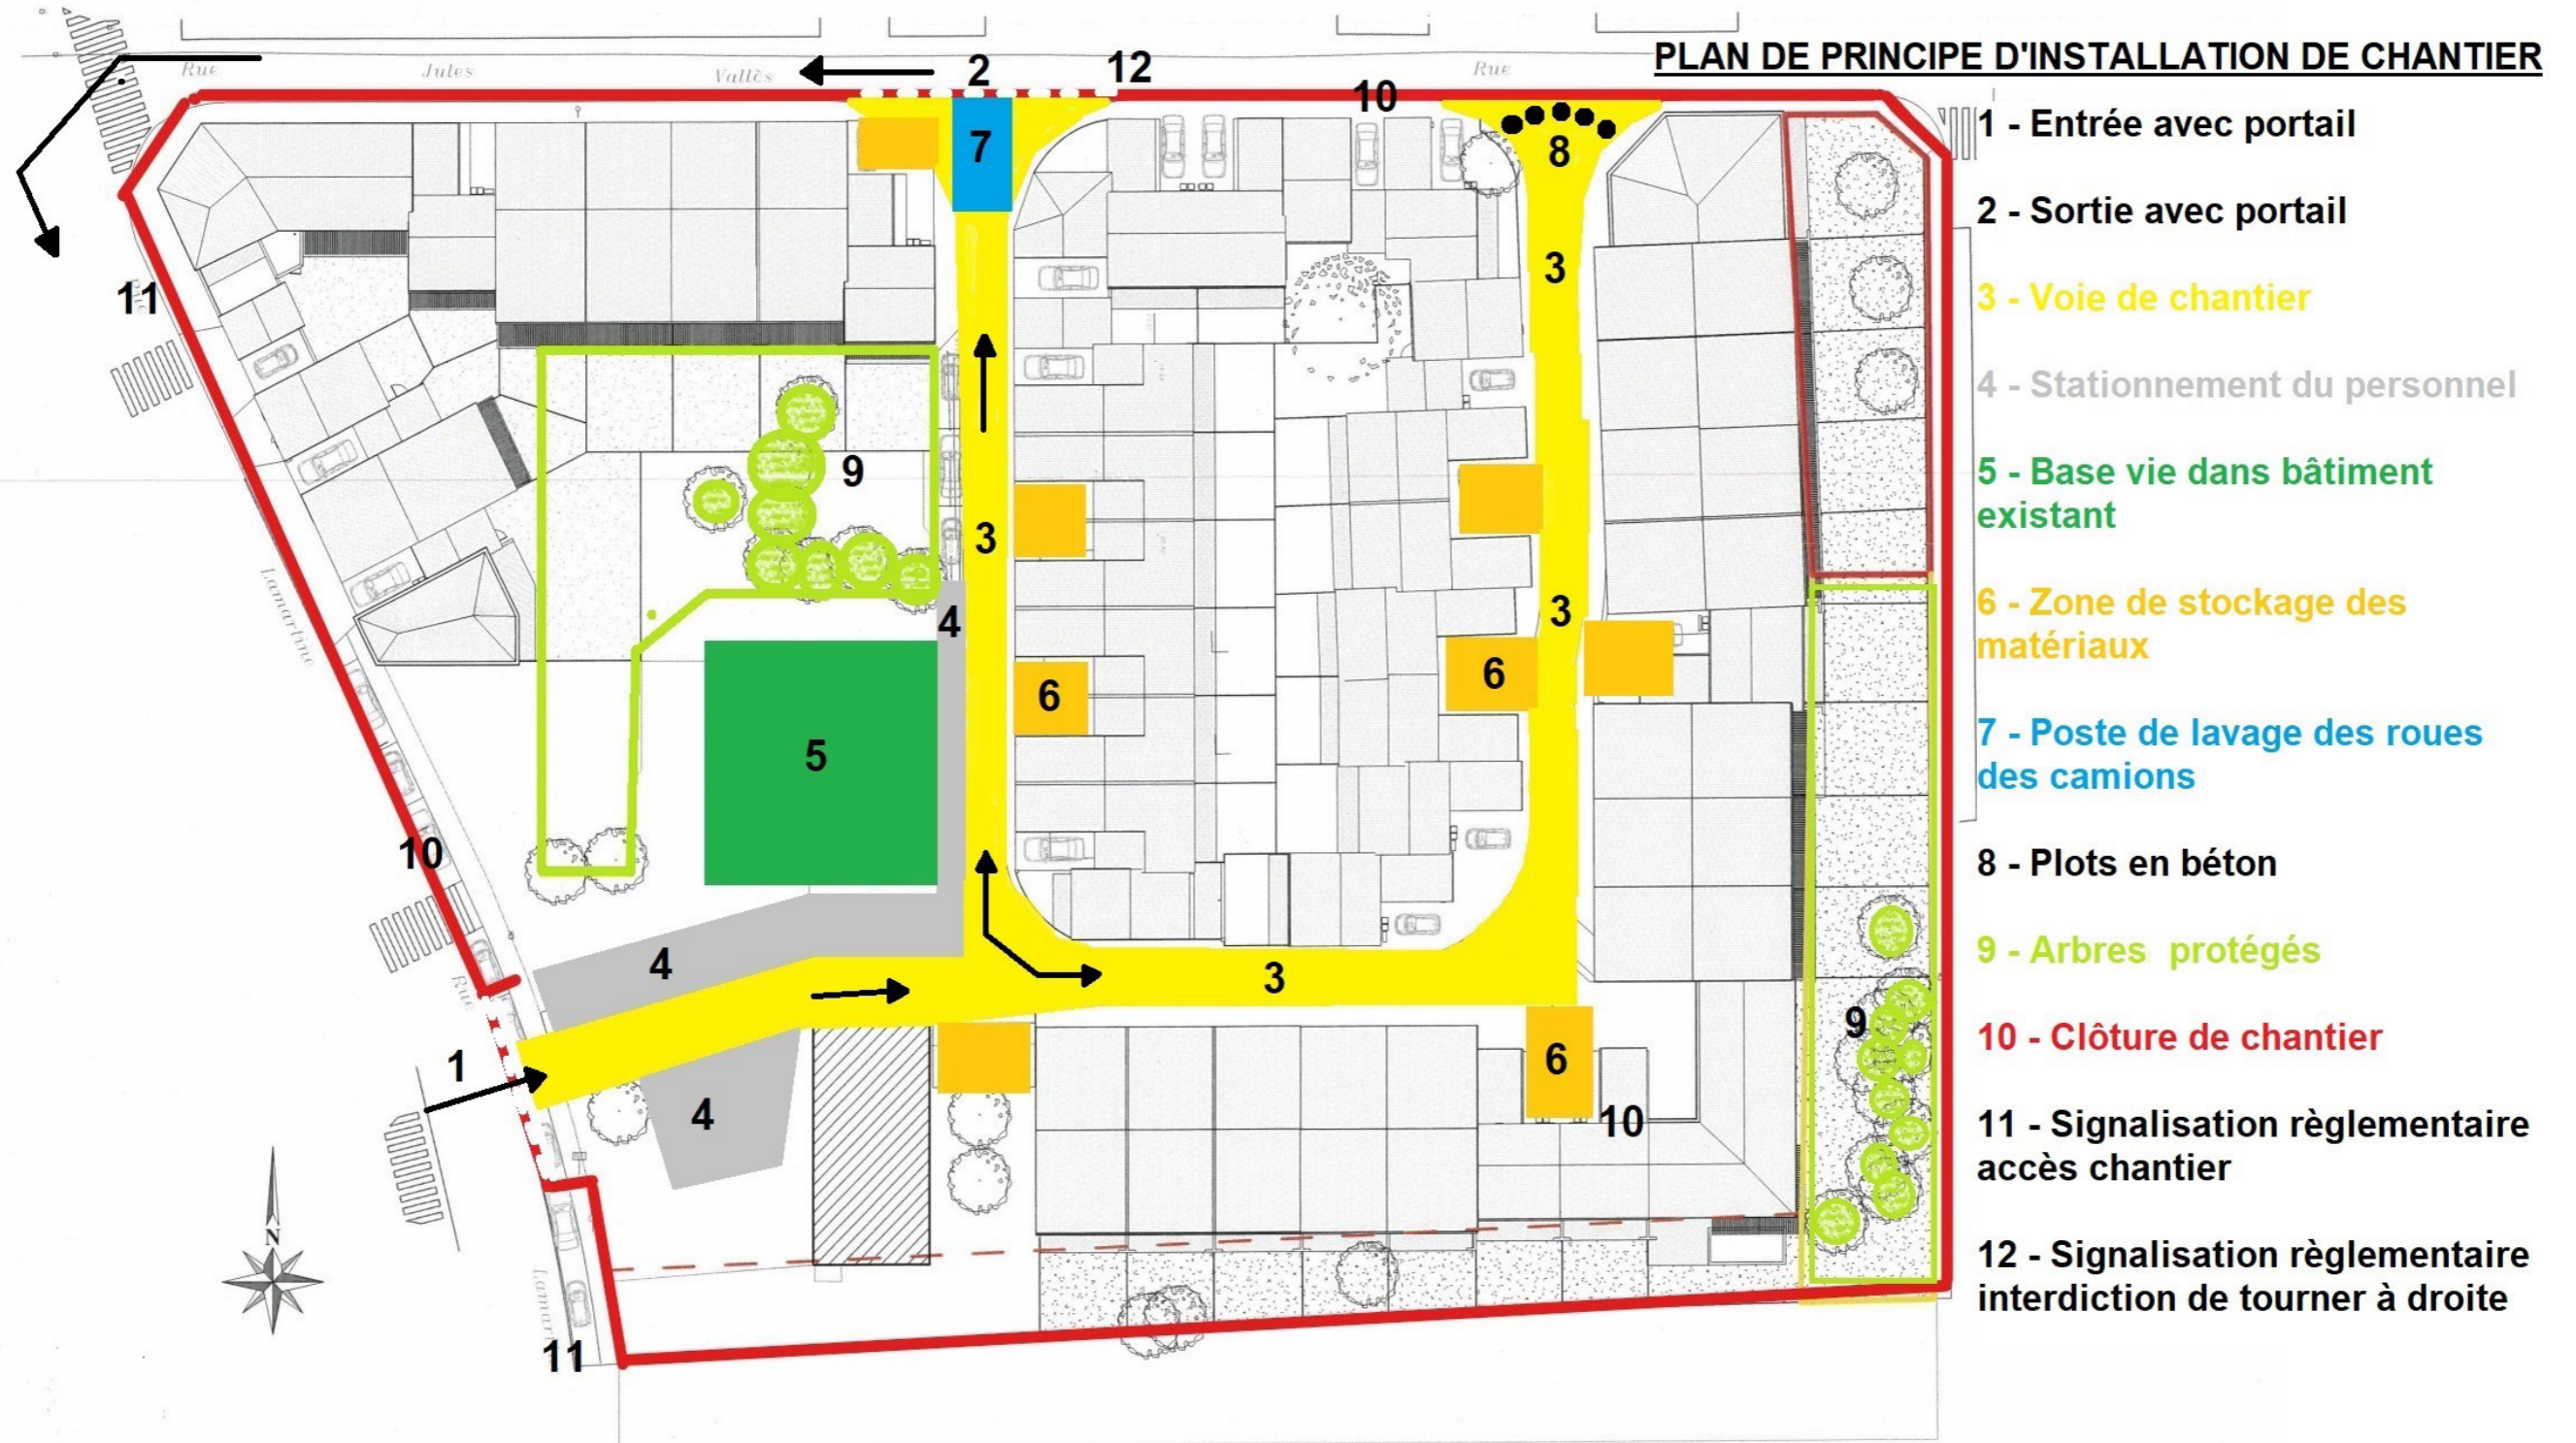 PLAN DE PRINCIPE D'INSTALLATION DE CHANTIER
Rue Jules Vallès Rue
2
12
10
7
8
1 - Entrée avec portail
2 - Sortie avec portail
3 - Voie de chantier
4 - Stationnement du personnel
5 - Base vie dans bâtiment
existant
6 - Zone de stockage des
matériaux
7 - Poste de lavage des roues
des camions
8 - Plots en béton
9 - Arbres protégés
10 - Clôture de chantier
11 - Signalisation règlementaire
accès chantier
12 - Signalisation règlementaire
interdiction de tourner à droite
3
11
9
3
Lamartine
4
3
6
6
5
10
4
3
Rue
9
1
6
4
10
N
11